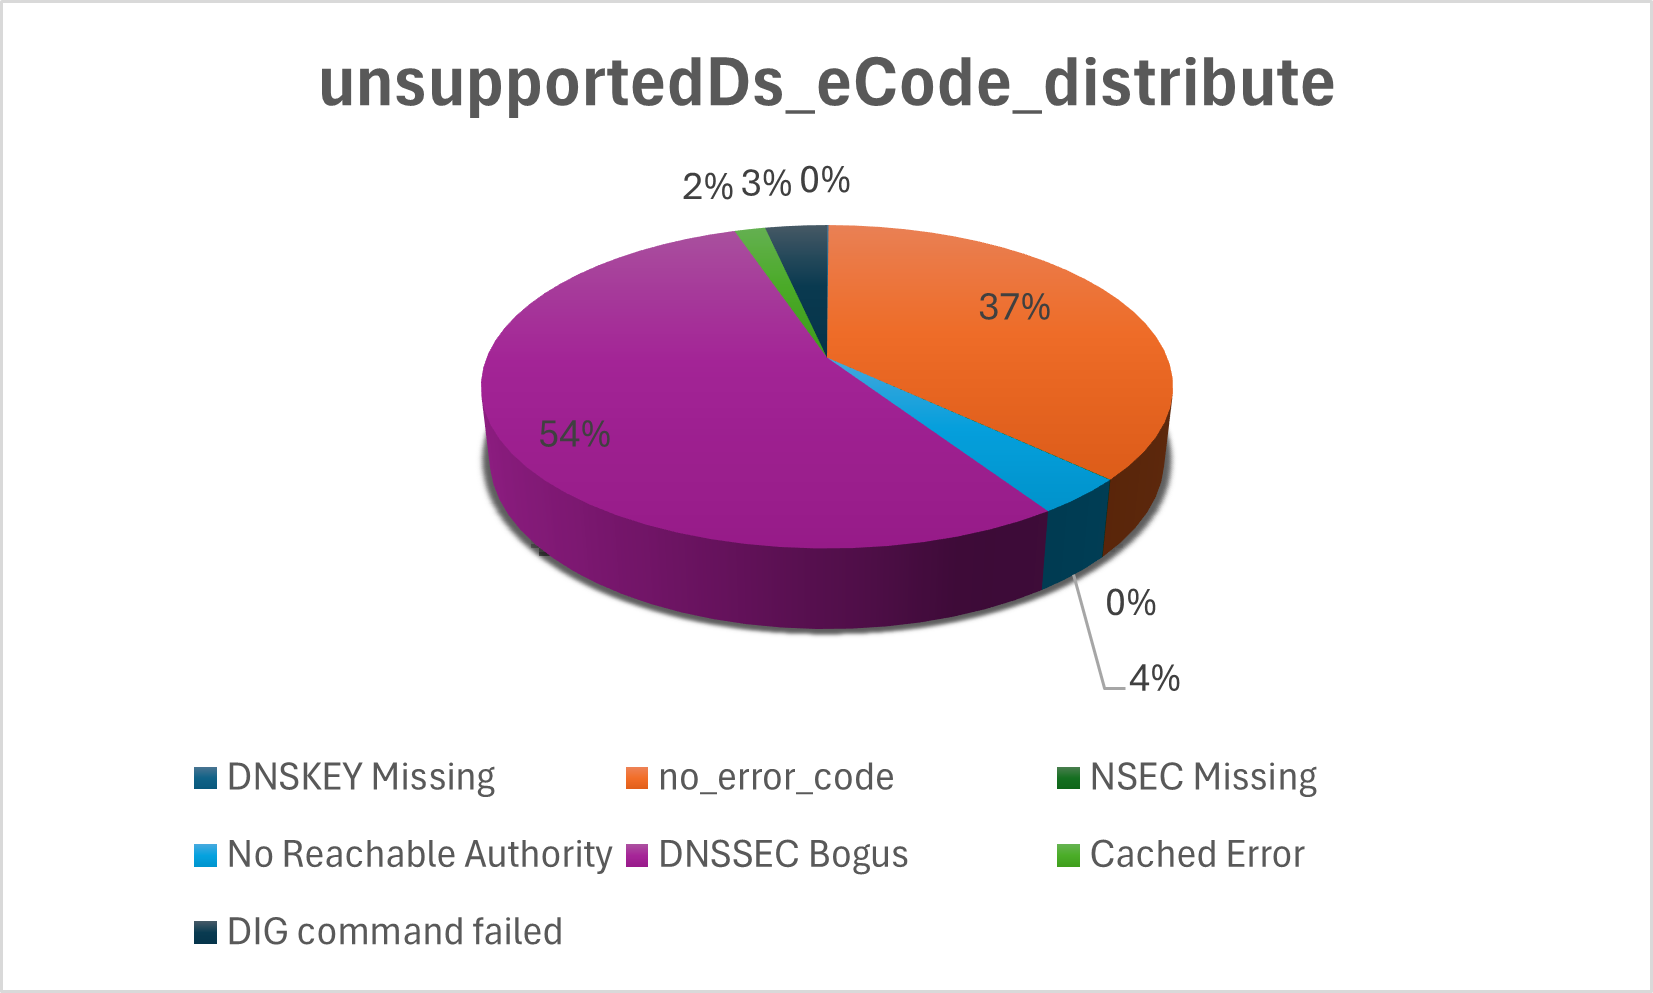 unsupportedDs_eCode_distribute
2% 3% 0%
37%
54%
0%
4%
DNSKEY Missing
no_error_code
NSEC Missing
No Reachable Authority
DNSSEC Bogus
Cached Error
DIG command failed